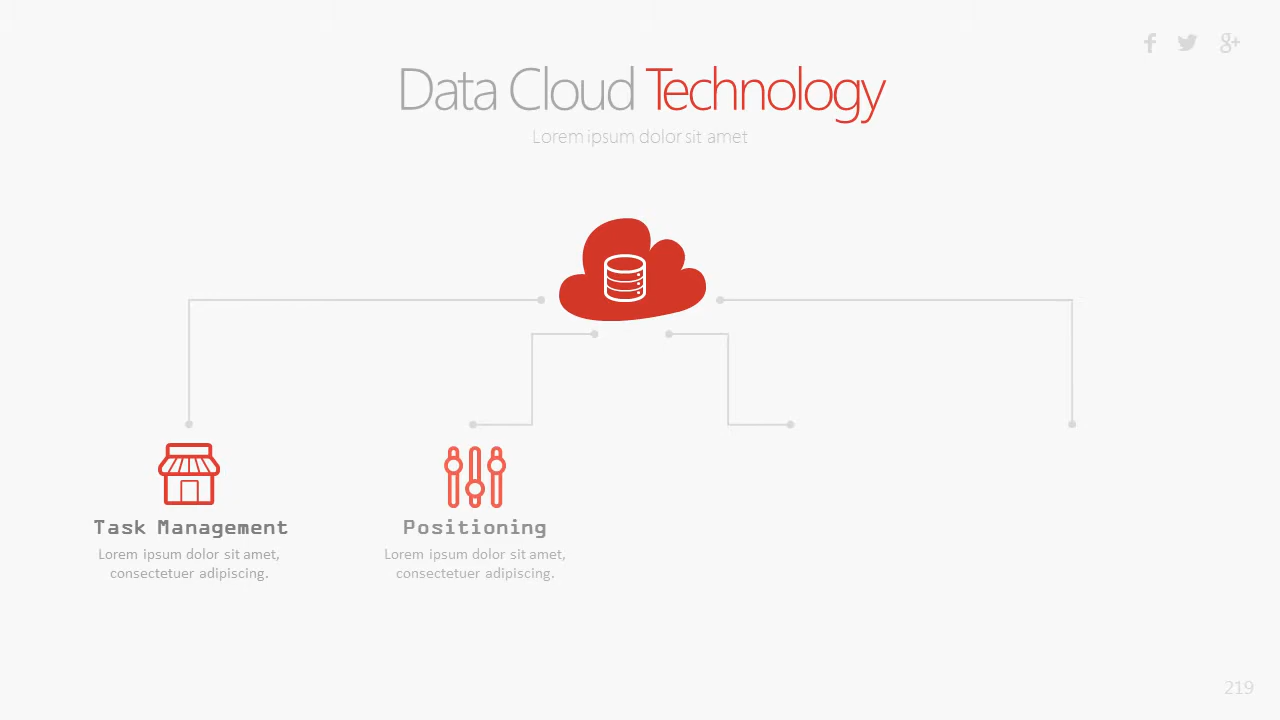 Data Cloud Technology
Lorem ipsum dolor sit amet
Task Management
Lorem ipsum dolor sit amet,
consectetuer adipiscing.
Positioning
Lorem ipsum dolor sit amet,
consectetuer adipiscing.
219